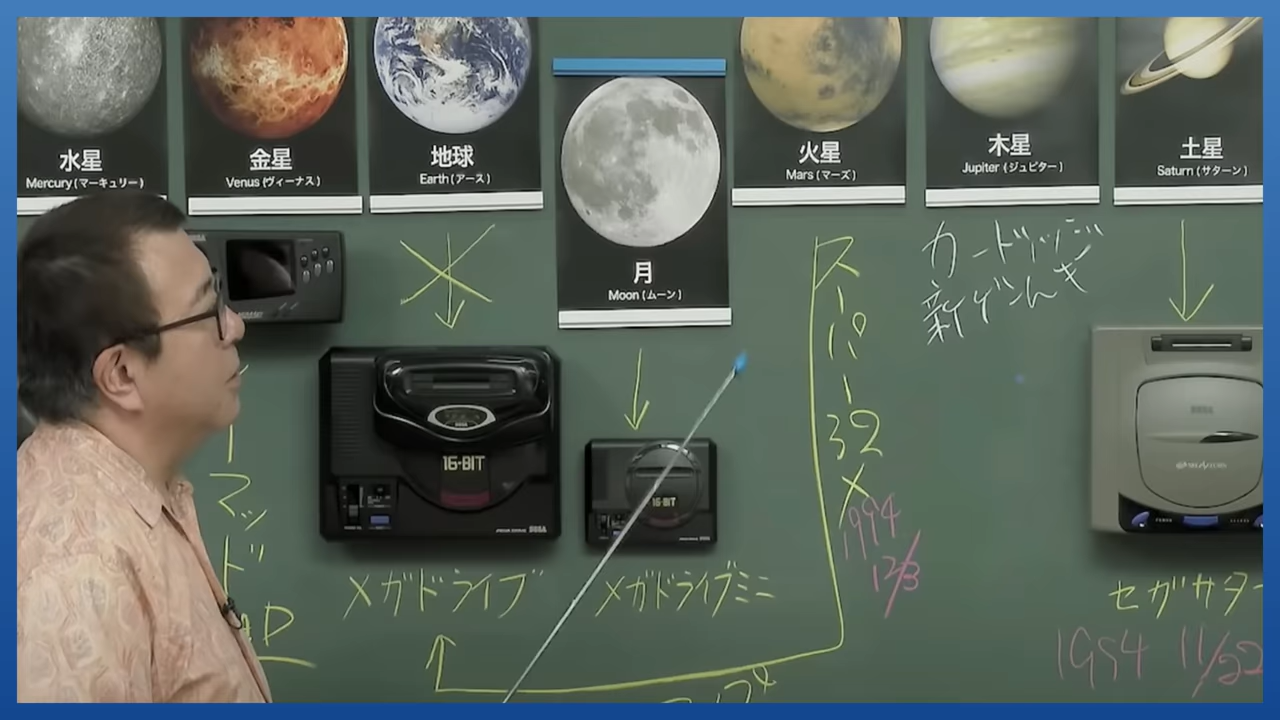 水星
Mercury(マーキュリー)
金星
Venus (ヴィーナス)
地球
Earth(アース)
月
Moon(ムーン)
火星
Mars(マーズ)
木星
Jupiter (ジュピター)
土星
Saturn(サターン)
カードリッジ
新ゲンキ
スーパー32X
1994
12/3
16-BIT
SEGA
メガドライブ
16-BIT
メガドライブミニ
SEGA
セガサター
1994 11/22